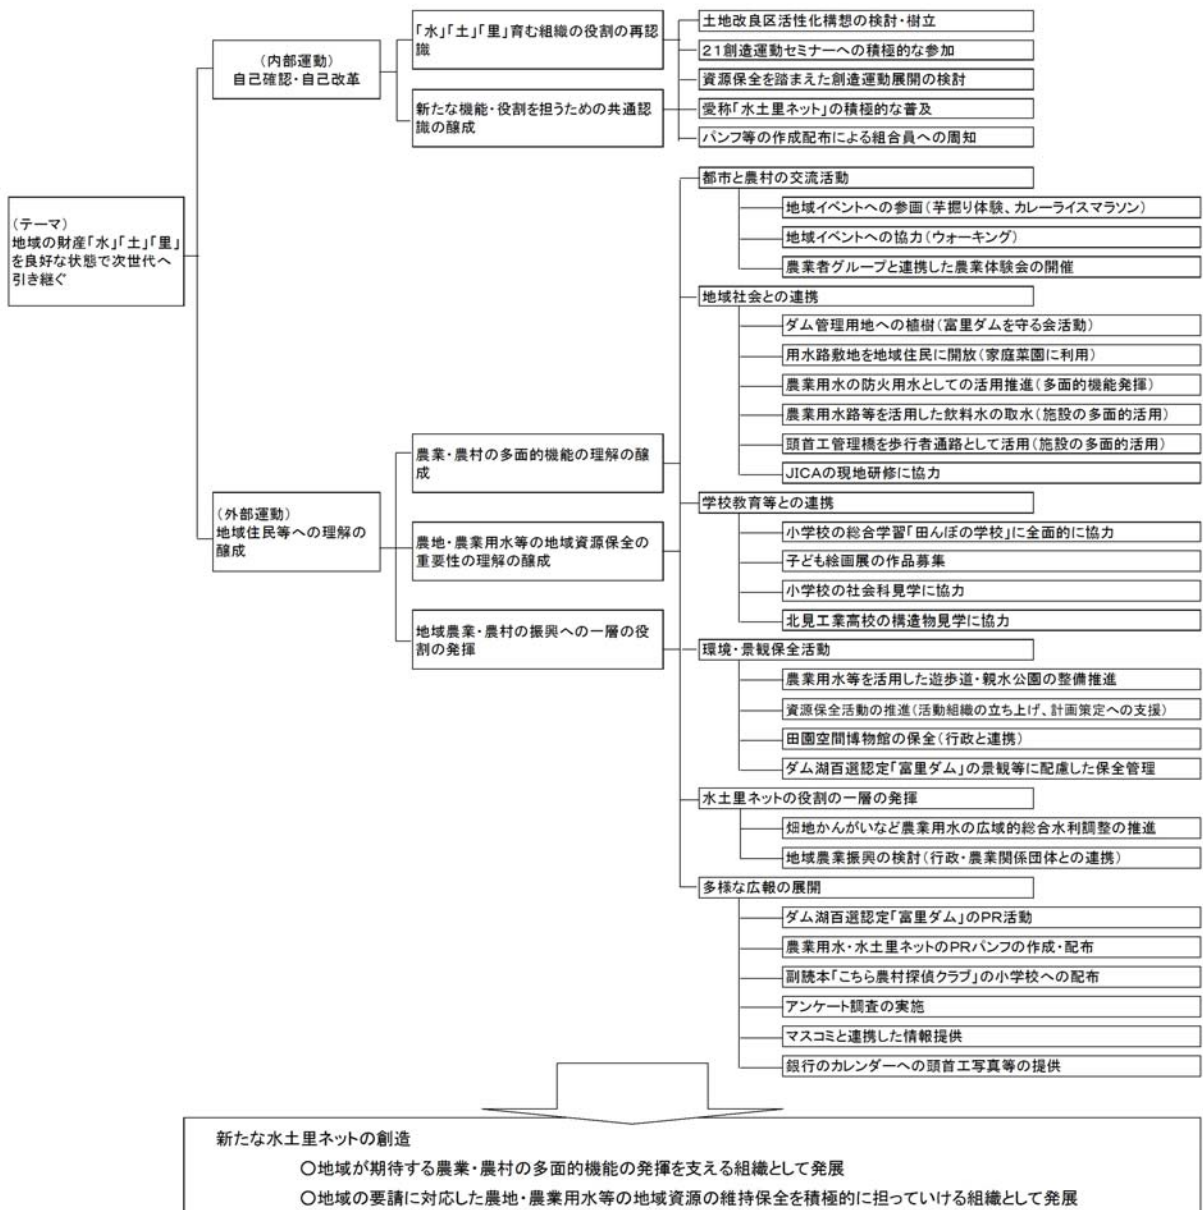 (テーマ)
地域の財産「水」「土」「里」
を良好な状態で次世代へ
引き継ぐ
(内部運動)
自己確認・自己改革
「水」「土」「里」育む組織の役割の再認
識
新たな機能・役割を担うための共通認
識の醸成
土地改良区活性化構想の検討・樹立
21創造運動セミナーへの積極的な参加
資源保全を踏まえた創造運動展開の検討
愛称「水土里ネット」の積極的な普及
パンフ等の作成配布による組合員への周知
(外部運動)
地域住民等への理解の
醸成
農業・農村の多面的機能の理解の醸
成
農地・農業用水等の地域資源保全の
重要性の理解の醸成
地域農業・農村の振興への一層の役
割の発揮
都市と農村の交流活動
地域イベントへの参画(芋掘り体験、カレーライスマラソン)
地域イベントへの協力(ウォーキング)
農業者グループと連携した農業体験会の開催
地域社会との連携
ダム管理用地への植樹(富里ダムを守る会活動)
用水路敷地を地域住民に開放(家庭菜園に利用)
農業用水の防火用水としての活用推進(多面的機能発揮)
農業用水路等を活用した飲料水の取水(施設の多面的活用)
頭首工管理橋を歩行者通路として活用(施設の多面的活用)
JICAの現地研修に協力
学校教育等との連携
小学校の総合学習「田んぼの学校」に全面的に協力
子ども絵画展の作品募集
小学校の社会科見学に協力
北見工業高校の構造物見学に協力
環境・景観保全活動
農業用水等を活用した遊歩道・親水公園の整備推進
資源保全活動の推進(活動組織の立ち上げ、計画策定への支援)
田園空間博物館の保全(行政と連携)
ダム湖百選認定「富里ダム」の景観等に配慮した保全管理
水土里ネットの役割の一層の発揮
畑地かんがいなど農業用水の広域的総合水利調整の推進
地域農業振興の検討(行政・農業関係団体との連携)
多様な広報の展開
ダム湖百選認定「富里ダム」のPR活動
農業用水・水土里ネットのPRパンフの作成・配布
副読本「こちら農村探偵クラブ」の小学校への配布
アンケート調査の実施
マスコミと連携した情報提供
銀行のカレンダーへの頭首工写真等の提供
新たな水土里ネットの創造
○地域が期待する農業・農村の多面的機能の発揮を支える組織として発展
○地域の要請に対応した農地・農業用水等の地域資源の維持保全を積極的に担っていける組織として発展